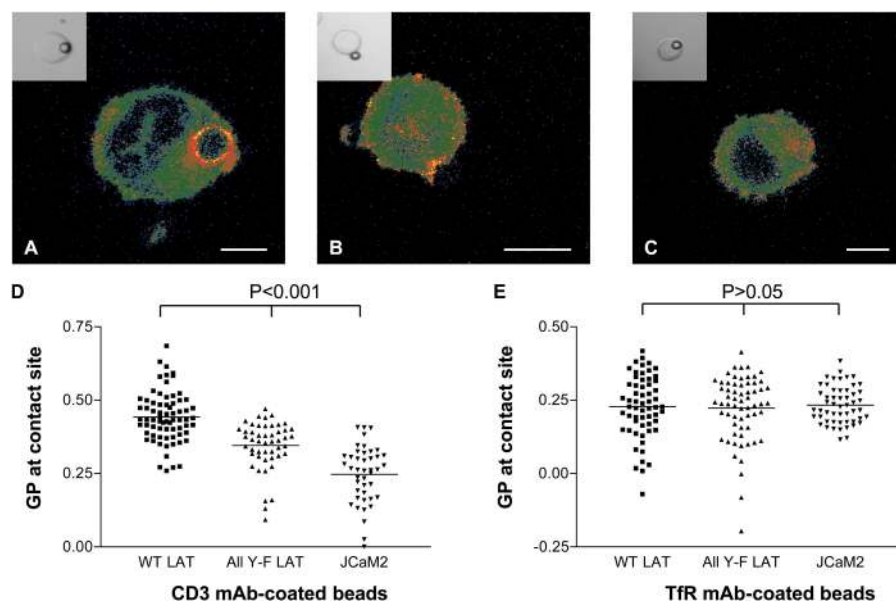 A
B
C
D
P<0.001
0.75
0.50
0.25
0.00
GP at contact site
WT LAT
All Y-F LAT
JCaM2
CD3 mAb-coated beads
E
P>0.05
0.50
0.25
0.00
-0.25
GP at contact site
WT LAT
All Y-F LAT
JCaM2
TfR mAb-coated beads